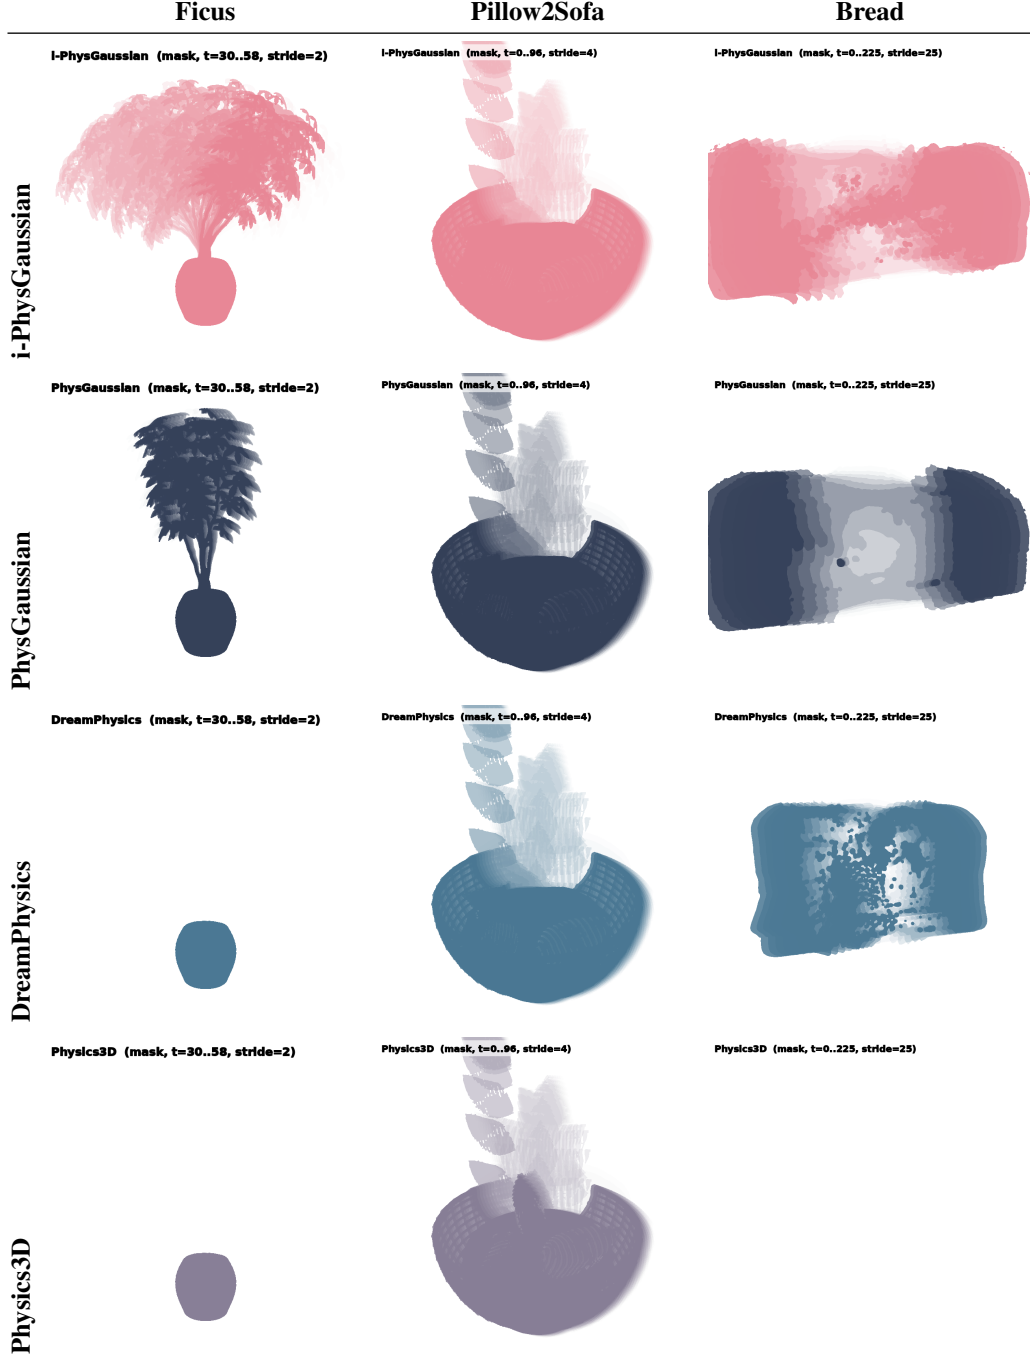 Ficus Pillow2Sofa Bread
i-PhysGaussian
i-PhysGaussian (mask, t=30..58, stride=2)
i-PhysGaussian (mask, t=0..96, stride=4)
i-PhysGaussian (mask, t=0..225, stride=25)
PhysGaussian
PhysGaussian (mask, t=30..58, stride=2)
PhysGaussian (mask, t=0..96, stride=4)
PhysGaussian (mask, t=0..225, stride=25)
DreamPhysics
DreamPhysics (mask, t=30..58, stride=2)
DreamPhysics (mask, t=0..96, stride=4)
DreamPhysics (mask, t=0..225, stride=25)
Physics3D
Physics3D (mask, t=30..58, stride=2)
Physics3D (mask, t=0..96, stride=4)
Physics3D (mask, t=0..225, stride=25)